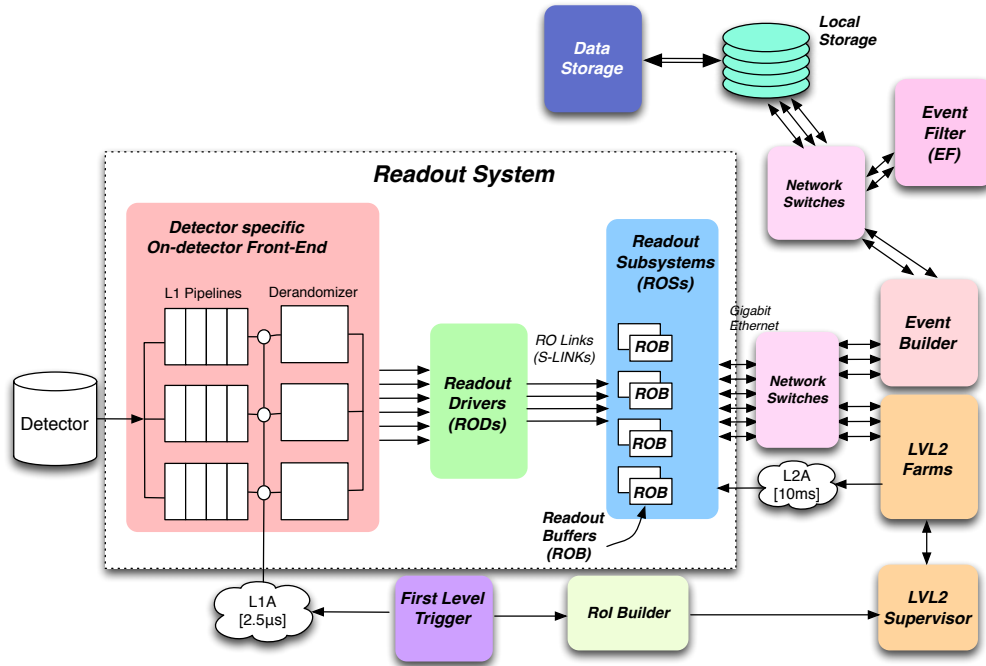 Data
Storage
Local
Storage
Event
Filter
(EF)
Network
Switches
Readout System
Detector specific
On-detector Front-End
L1 Pipelines
Derandomizer
Readout
Subsystems
(ROSs)
Gigabit
Ethernet
Event
Builder
RO Links
(S-LINKs)
ROB
ROB
ROB
ROB
Readout
Drivers
(RODs)
Network
Switches
Detector
LVL2
Farms
L2A
[10ms]
Readout
Buffers
(ROB)
L1A
[2.5µs]
First Level
Trigger
RoI Builder
LVL2
Supervisor